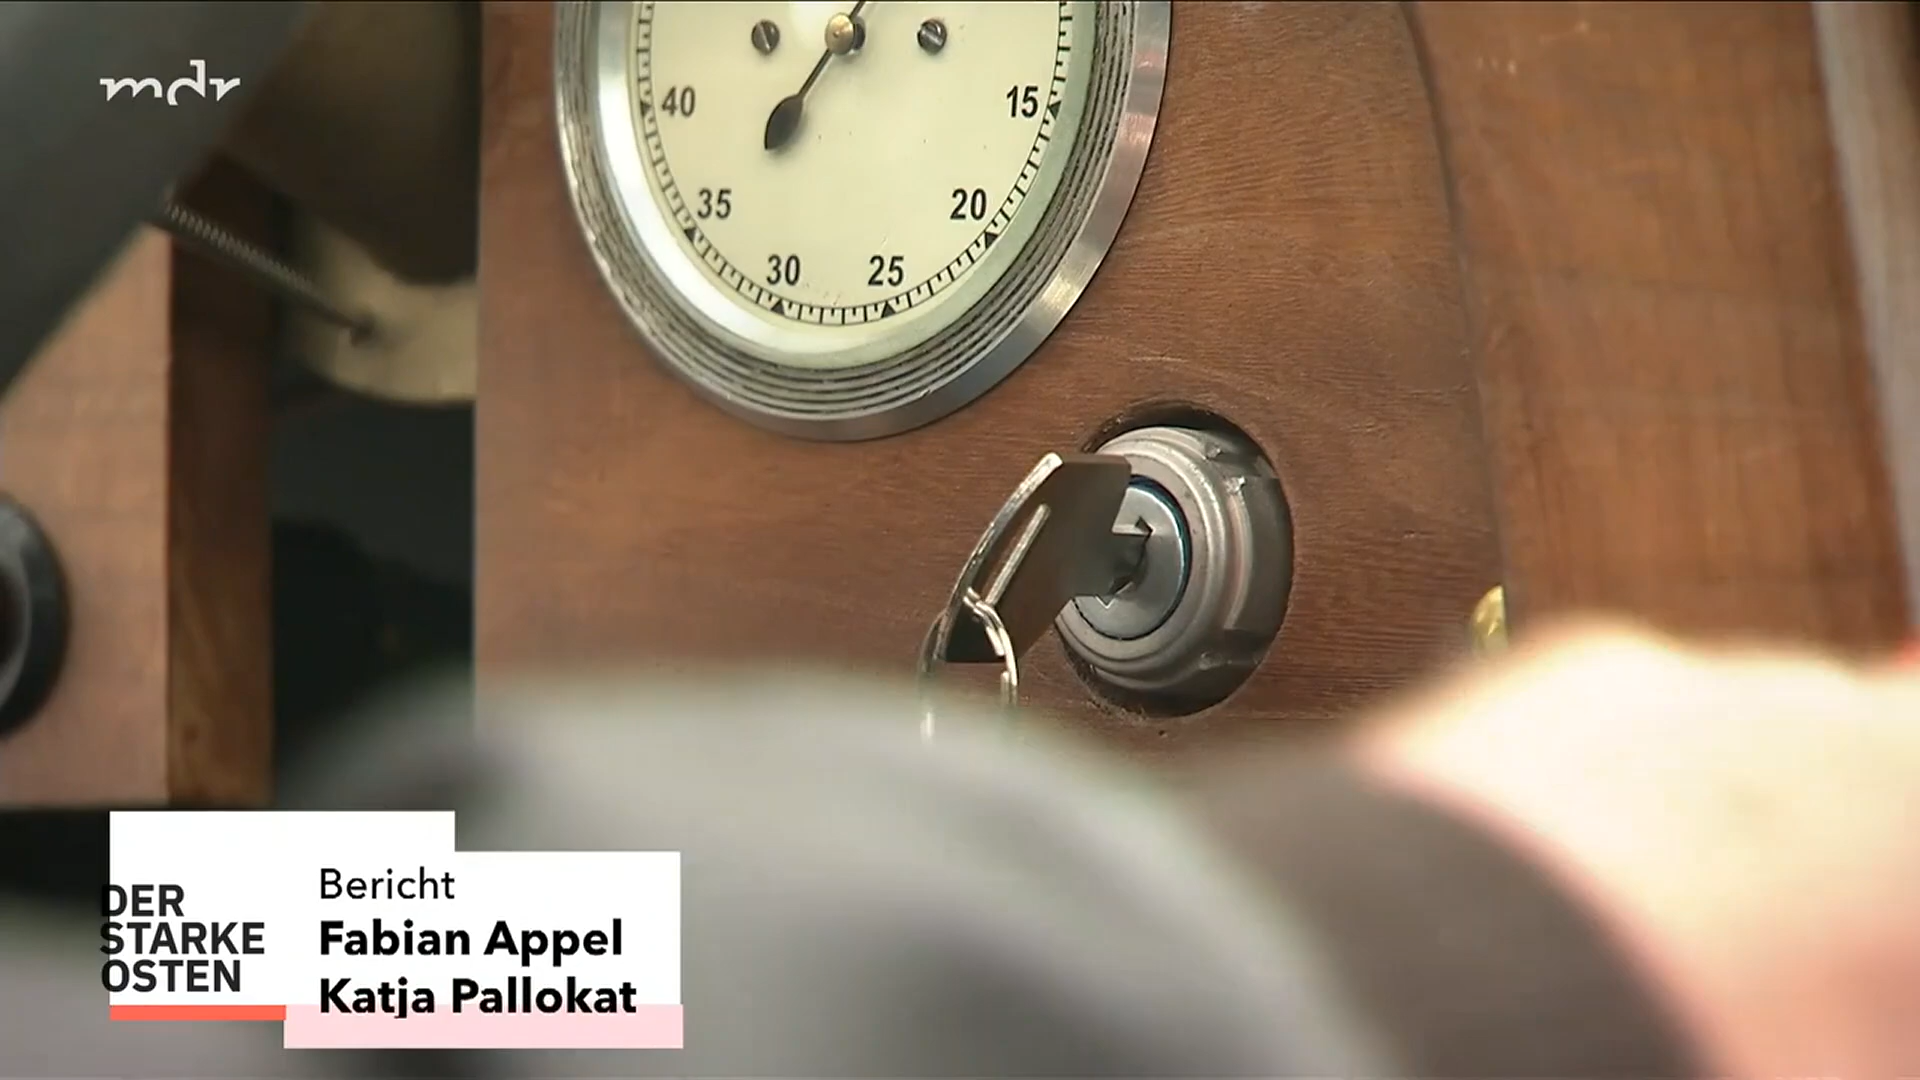 mdr
40
15
35
20
30
25
DER
STARKE
OSTEN
Bericht
Fabian Appel
Katja Pallokat